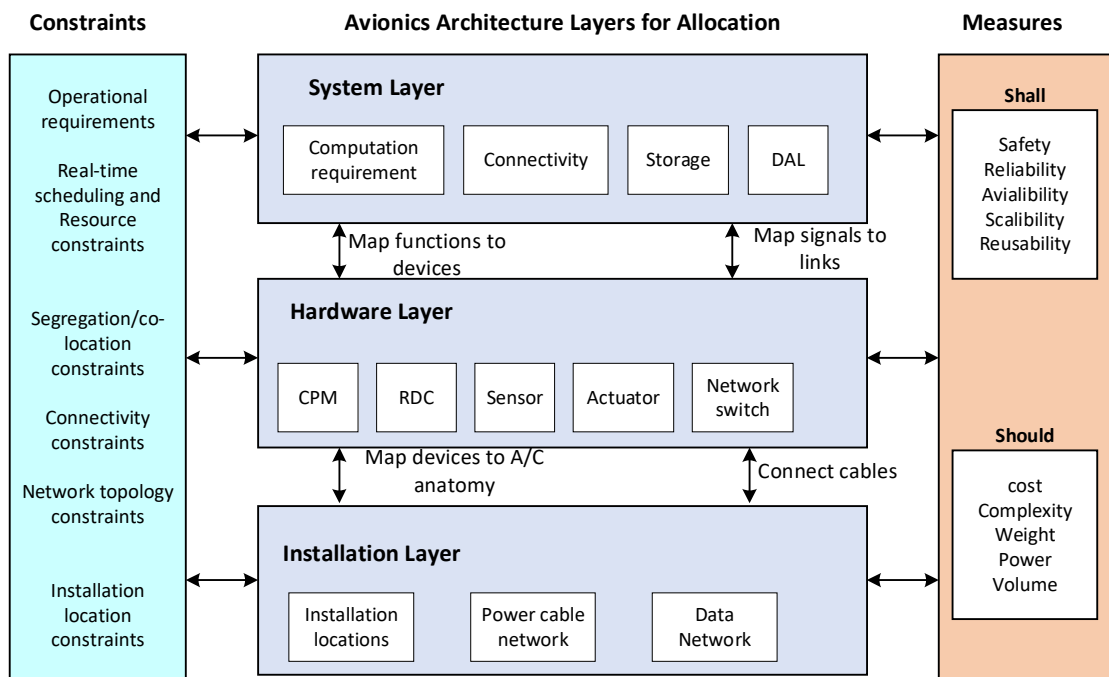 Constraints
Avionics Architecture Layers for Allocation
Measures
Operational
requirements
Real-time
scheduling and
Resource
constraints
Segregation/co-
location
constraints
Connectivity
constraints
Network topology
constraints
Installation
location
constraints
System Layer
Computation
requirement
Connectivity
Storage
DAL
Map functions to
devices
Map signals to
links
Hardware Layer
CPM
RDC
Sensor
Actuator
Network
switch
Map devices to A/C
anatomy
Connect cables
Installation Layer
Installation
locations
Power cable
network
Data
Network
Shall
Safety
Reliability
Avialibility
Scalibility
Reusability
Should
cost
Complexity
Weight
Power
Volume